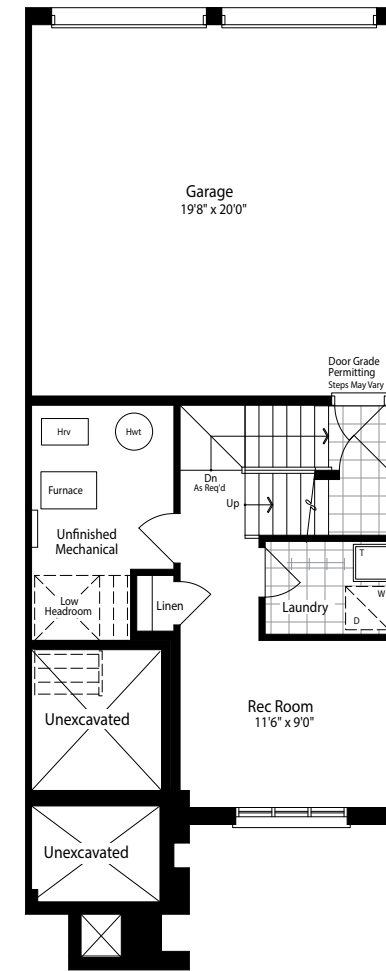 Garage
19'8" x 20'0"
Door Grade
Permitting
Steps May Vary
Hrv
Hwt
Furnace
Dn
As Req'd
Up
Unfinished
Mechanical
T
W
D
Low
Headroom
Linen
Laundry
Unexcavated
Rec Room
11'6" x 9'0"
Unexcavated